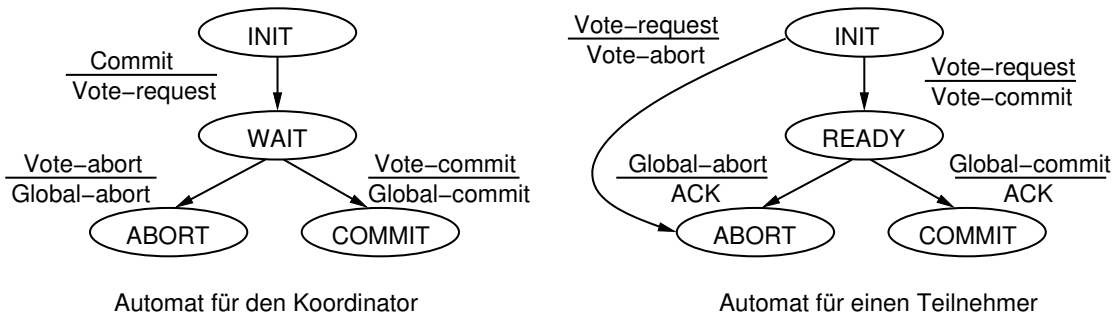 INIT
Commit
Vote−request
WAIT
Vote−abort
Global−abort
Vote−commit
Global−commit
ABORT
COMMIT
Automat für den Koordinator
Vote−request
Vote−abort
INIT
Vote−request
Vote−commit
READY
Global−abort
ACK
Global−commit
ACK
ABORT
COMMIT
Automat für einen Teilnehmer